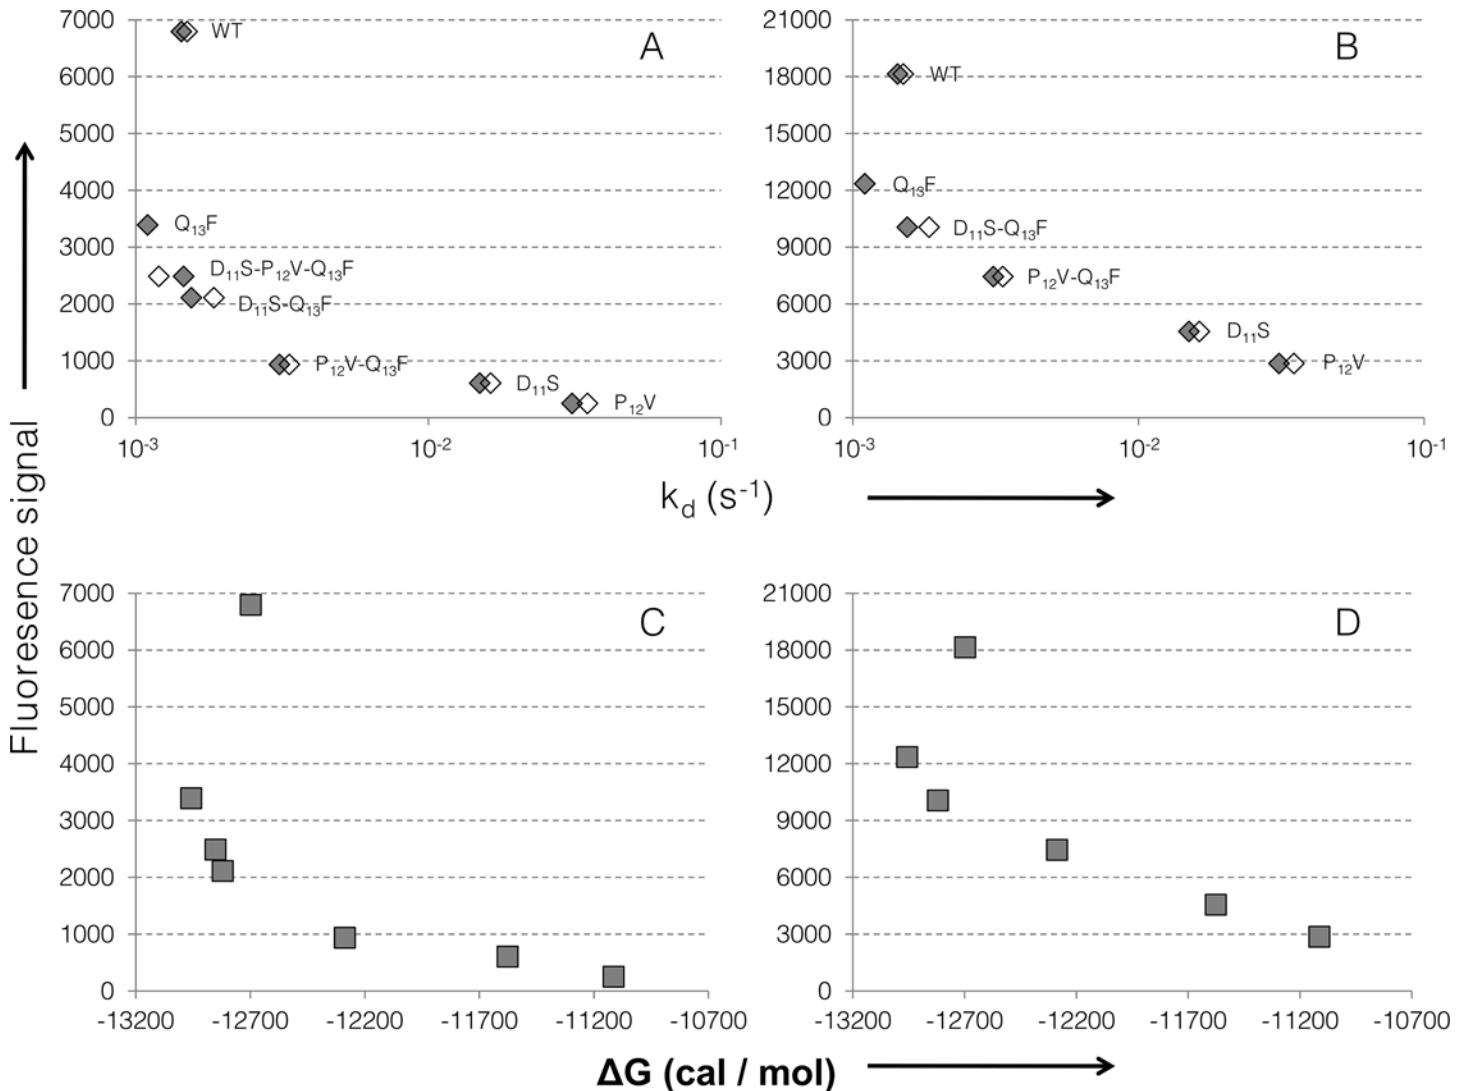 7000
6000
5000
4000
3000
2000
1000
0
A
WT
Q₁₃F
D₁₁S-P₁₂V-Q₁₃F
D₁₁S-Q₁₃F
P₁₂V-Q₁₃F
D₁₁S
P₁₂V
10⁻³ 10⁻² 10⁻¹
21000
18000
15000
12000
9000
6000
3000
0
B
WT
Q₁₃F
D₁₁S-Q₁₃F
P₁₂V-Q₁₃F
D₁₁S
P₁₂V
10⁻³ 10⁻² 10⁻¹
k_d (s⁻¹)
Fluoresence signal
7000
6000
5000
4000
3000
2000
1000
0
C
-13200 -12700 -12200 -11700 -11200 -10700
21000
18000
15000
12000
9000
6000
3000
0
D
-13200 -12700 -12200 -11700 -11200 -10700
ΔG (cal / mol)